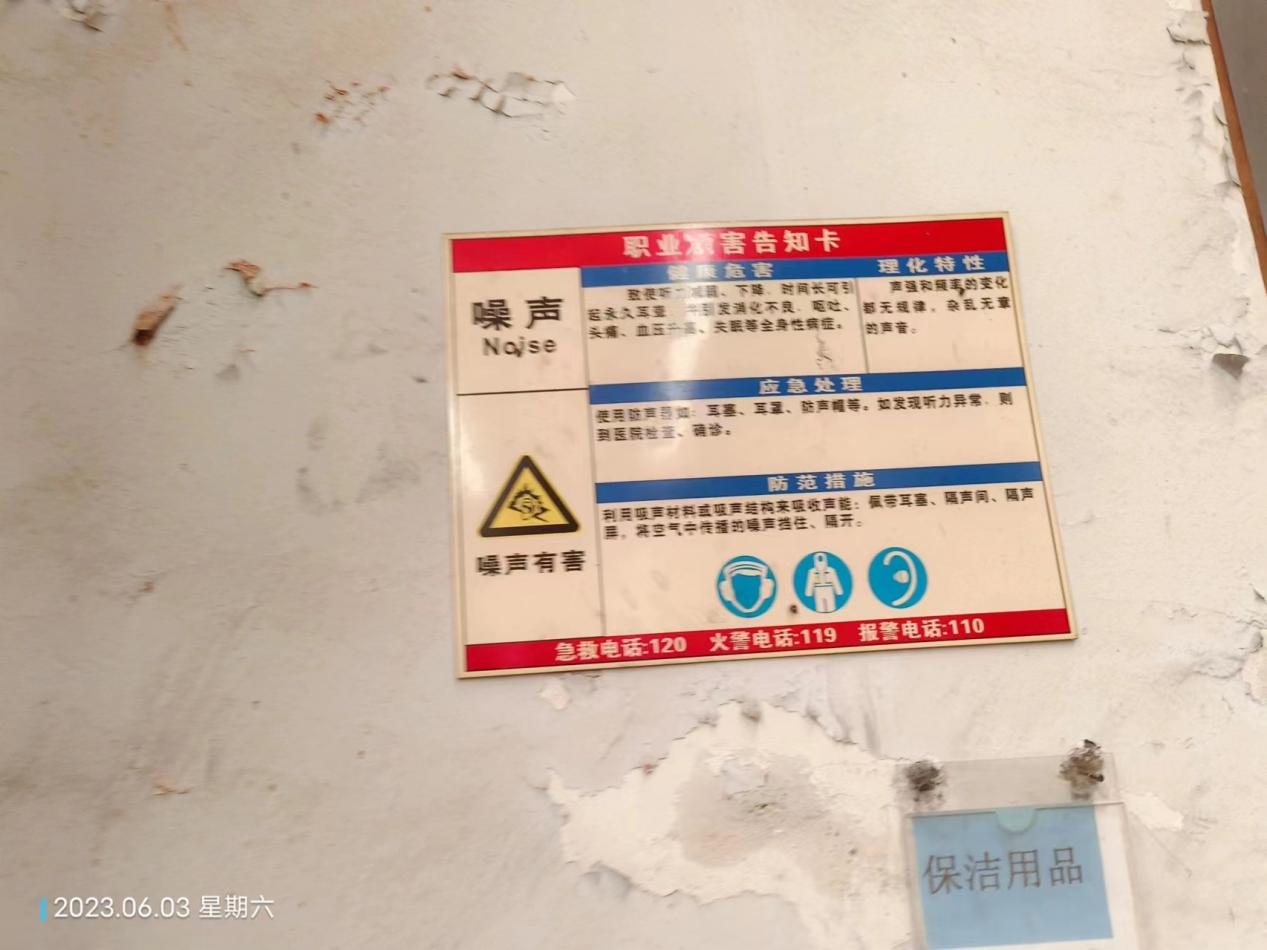 职业病害告知卡
噪声
Noise
健康危害
致使听力减弱、下降,时间长可引
起永久耳聋,并引发消化不良,呕吐、
头痛、血压升高、失眠等全身性病症。
理化特性
声强和频率的变化
都无规律,杂乱无章
的声音。
应急处理
使用防声器如:耳塞、耳罩、防声帽等。如发现听力异常,则
到医院检查、确诊。
噪声有害
防范措施
利用吸声材料或吸声结构来吸收声能;佩带耳塞、隔声间、隔声
屏,将空气中传播的噪声挡住、隔开。
急救电话:120 火警电话:119 报警电话:110
保洁用品
2023.06.03 星期六